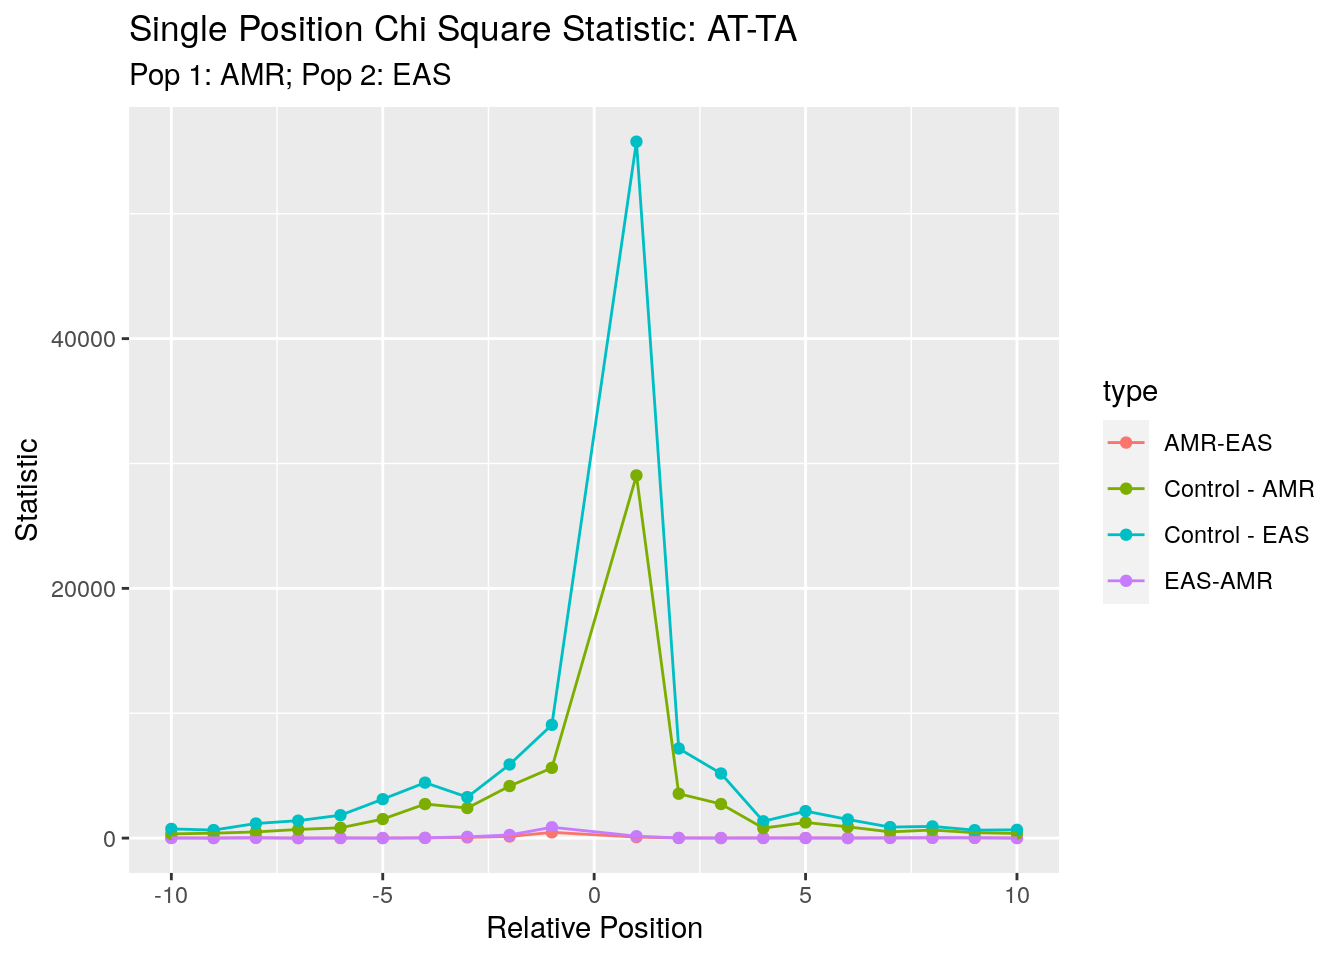 Single Position Chi Square Statistic: AT-TA
Pop 1: AMR; Pop 2: EAS
40000
20000
0
Statistic
-10
-5
0
5
10
Relative Position
type
AMR-EAS
Control - AMR
Control - EAS
EAS-AMR